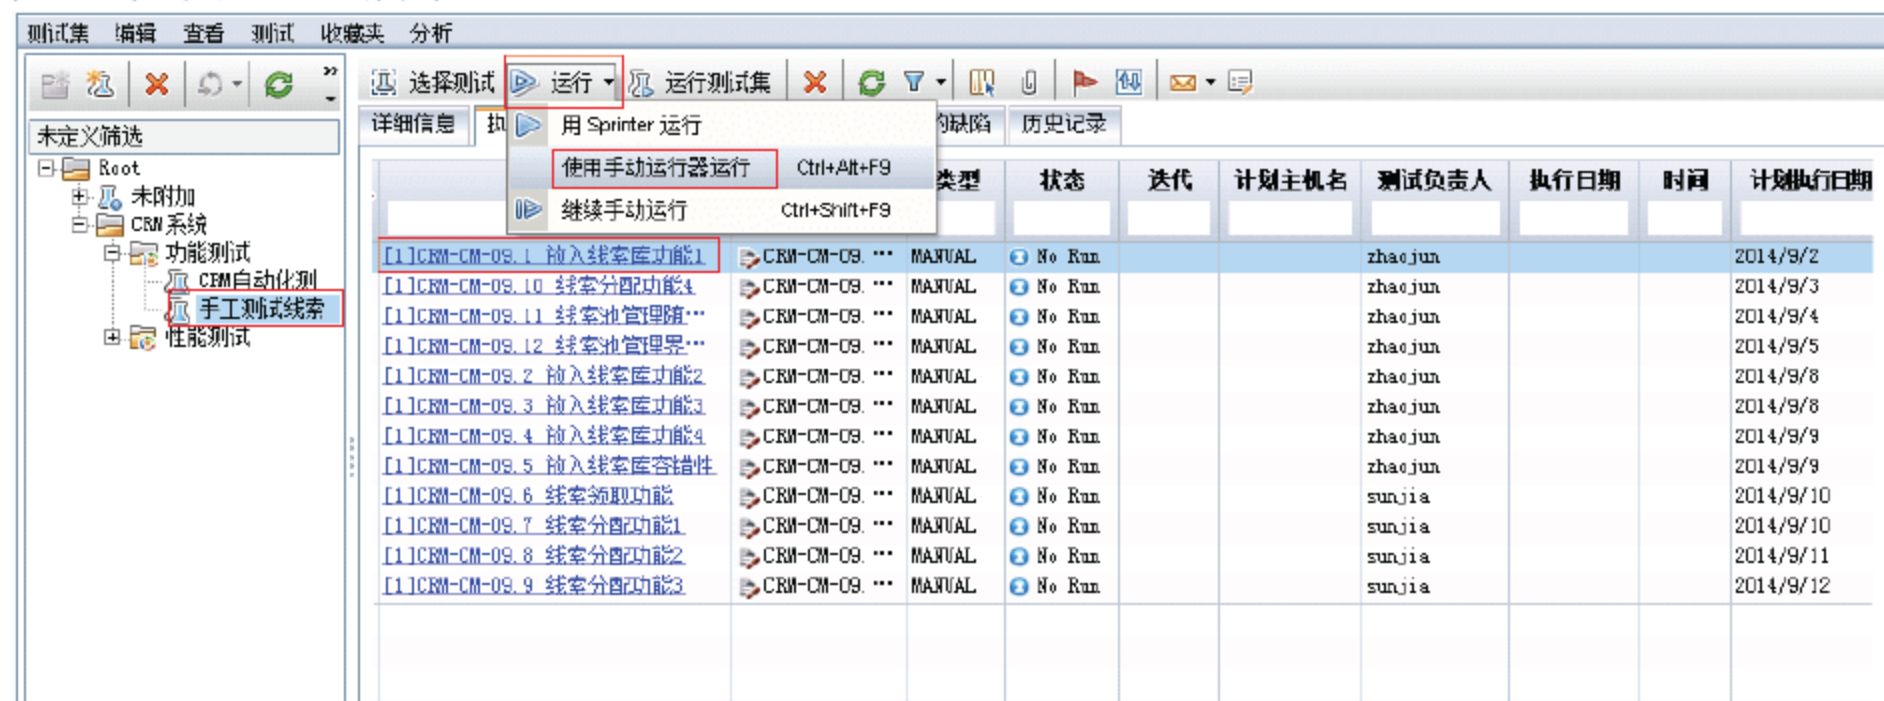 测试集 编辑 查看 测试 收藏夹 分析
选择测试 运行 运行测试集
未定义筛选
Root
未附加
CRM系统
功能测试
CRM自动化测
手工测试线索
性能测试
详细信息 执 的缺陷 历史记录
用 Sprinter 运行
使用手动运行器运行 Ctrl+Alt+F9
继续手动运行 Ctrl+Shift+F9
类型 状态 迭代 计划主机名 测试负责人 执行日期 时间 计划执行日期
[1]CRM-CM-09.1 放入线索库功能1 CRM-CM-09. ··· MANUAL No Run zhaojun 2014/9/2
[1]CRM-CM-09.10 线索分配功能4 CRM-CM-09. ··· MANUAL No Run zhaojun 2014/9/3
[1]CRM-CM-09.11 线索池管理随··· CRM-CM-09. ··· MANUAL No Run zhaojun 2014/9/4
[1]CRM-CM-09.12 线索池管理界··· CRM-CM-09. ··· MANUAL No Run zhaojun 2014/9/5
[1]CRM-CM-09.2 放入线索库功能2 CRM-CM-09. ··· MANUAL No Run zhaojun 2014/9/8
[1]CRM-CM-09.3 放入线索库功能3 CRM-CM-09. ··· MANUAL No Run zhaojun 2014/9/8
[1]CRM-CM-09.4 放入线索库功能4 CRM-CM-09. ··· MANUAL No Run zhaojun 2014/9/9
[1]CRM-CM-09.5 放入线索库容错性 CRM-CM-09. ··· MANUAL No Run zhaojun 2014/9/9
[1]CRM-CM-09.6 线索领取功能 CRM-CM-09. ··· MANUAL No Run sunjia 2014/9/10
[1]CRM-CM-09.7 线索分配功能1 CRM-CM-09. ··· MANUAL No Run sunjia 2014/9/10
[1]CRM-CM-09.8 线索分配功能2 CRM-CM-09. ··· MANUAL No Run sunjia 2014/9/11
[1]CRM-CM-09.9 线索分配功能3 CRM-CM-09. ··· MANUAL No Run sunjia 2014/9/12